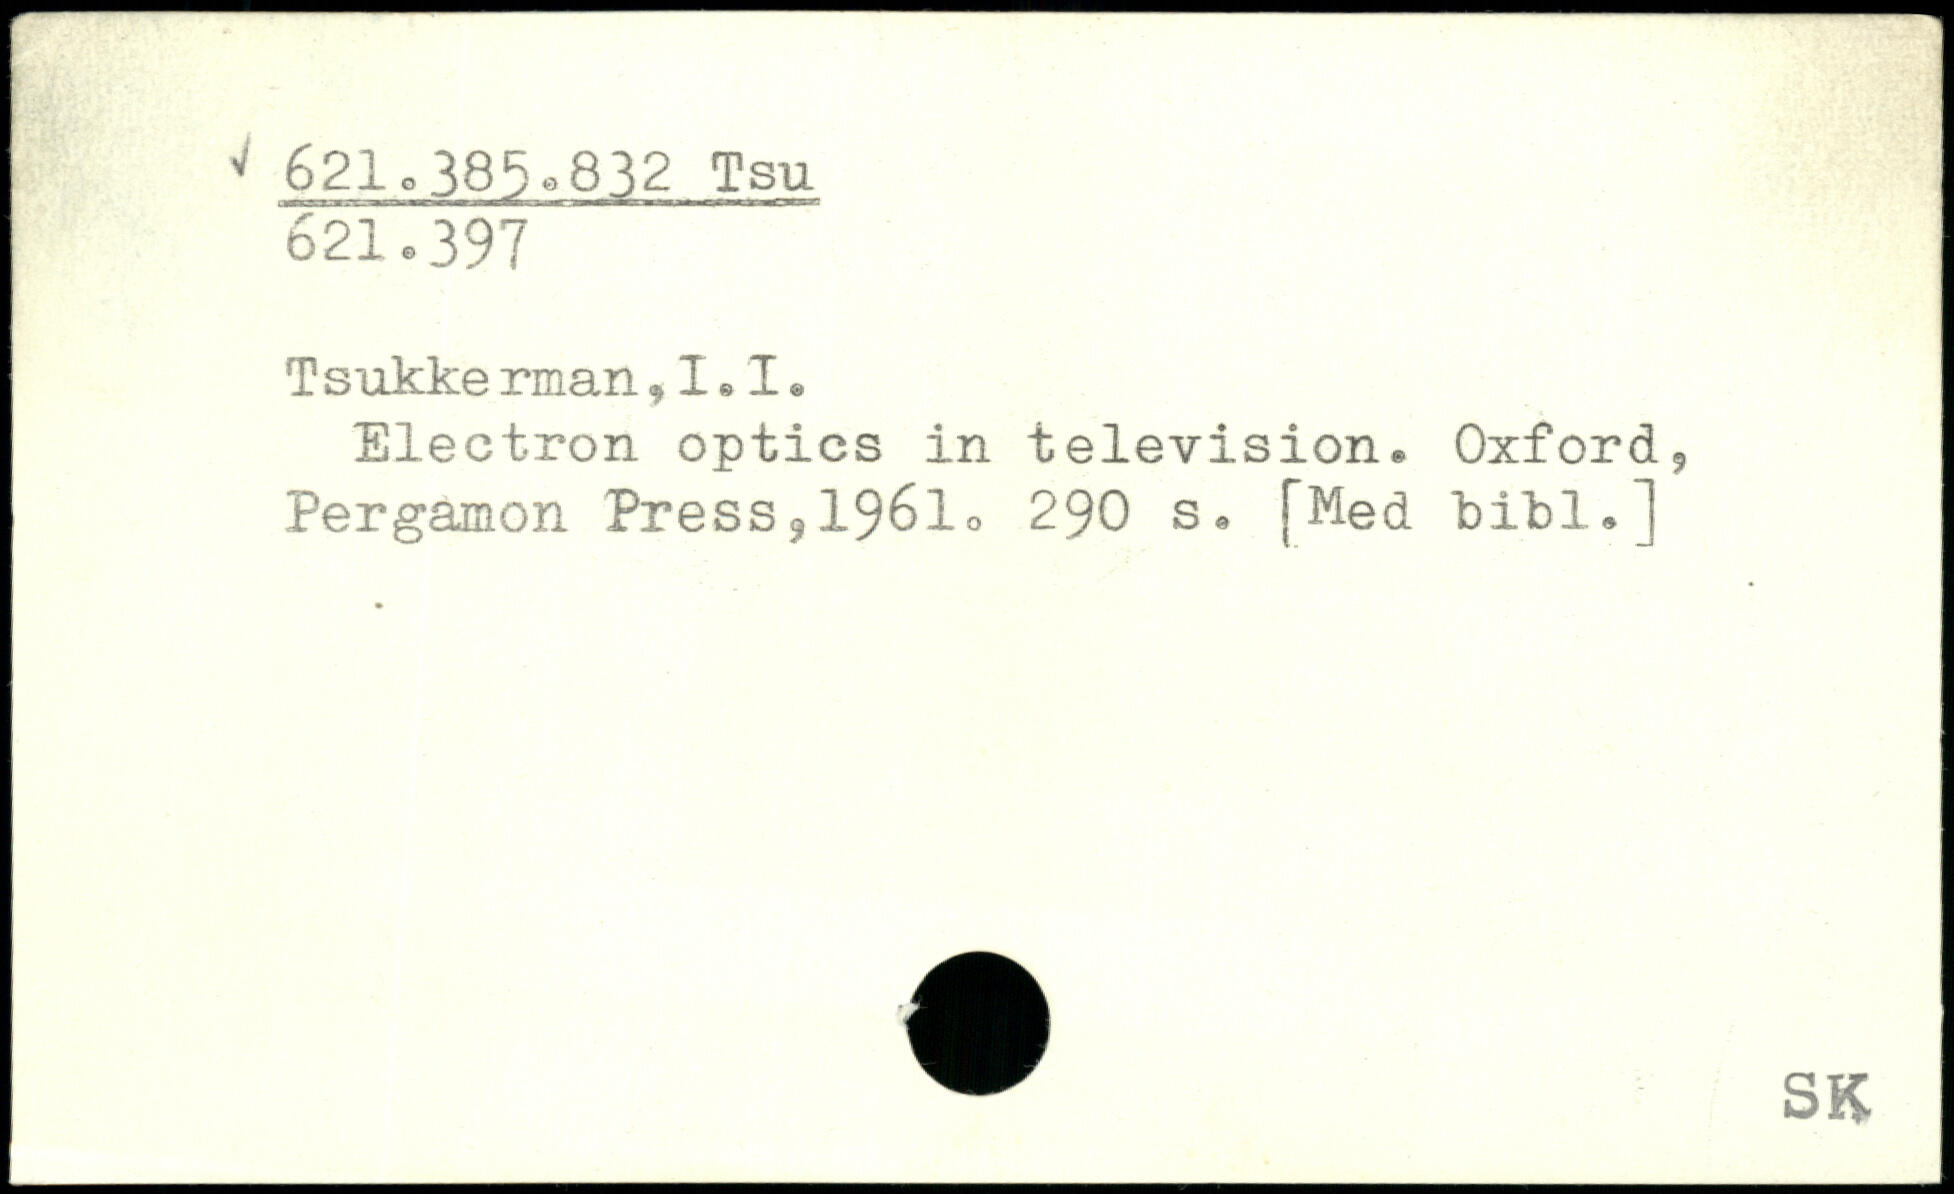 ✓ 621.385.832 Tsu
621.397
Tsukkerman,I.I.
Electron optics in television. Oxford,
Pergamon Press,1961. 290 s. [Med bibl.]
SK